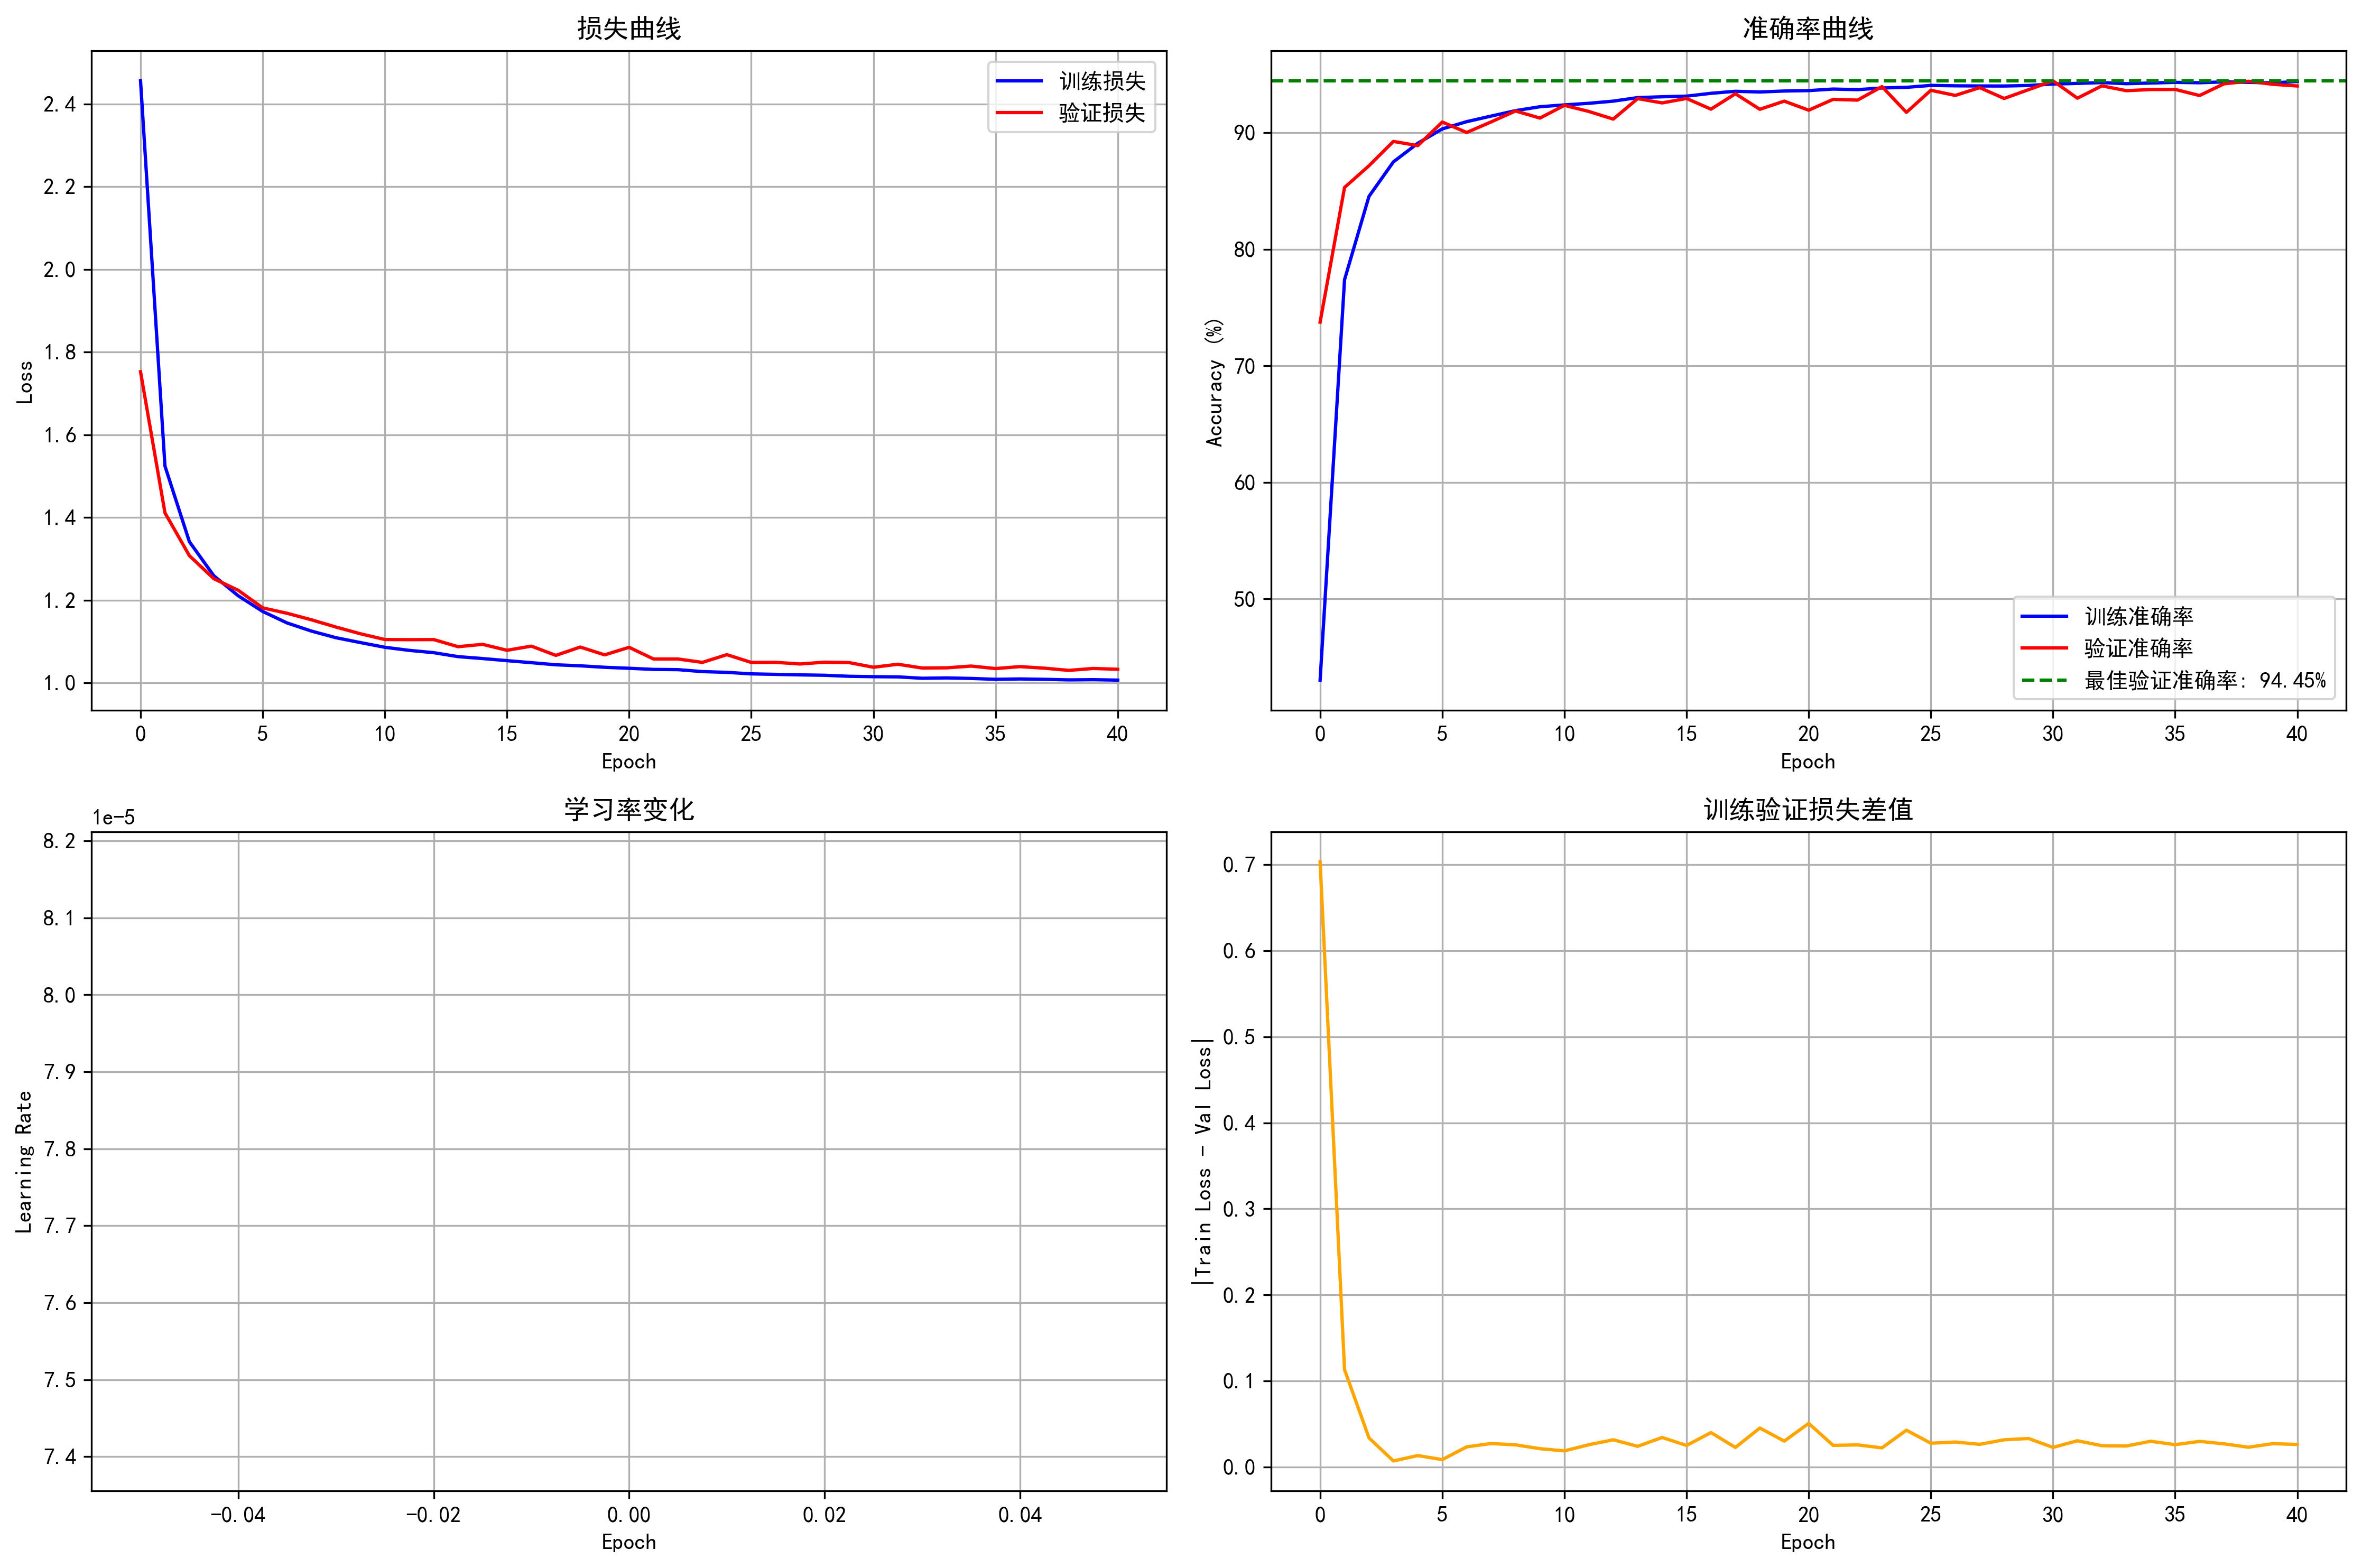 损失曲线
2.4
2.2
2.0
1.8
1.6
1.4
1.2
1.0
Loss
训练损失
验证损失
0 5 10 15 20 25 30 35 40
Epoch
准确率曲线
90
80
70
60
50
Accuracy (%)
训练准确率
验证准确率
最佳验证准确率: 94.45%
0 5 10 15 20 25 30 35 40
Epoch
学习率变化
1e-5
8.2
8.1
8.0
7.9
7.8
7.7
7.6
7.5
7.4
Learning Rate
-0.04 -0.02 0.00 0.02 0.04
Epoch
训练验证损失差值
0.7
0.6
0.5
0.4
0.3
0.2
0.1
0.0
|Train Loss - Val Loss|
0 5 10 15 20 25 30 35 40
Epoch